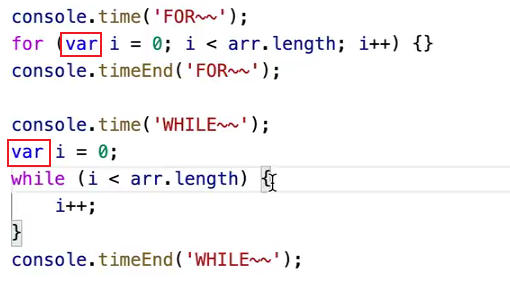 console.time('FOR~~');
for (var i = 0; i < arr.length; i++) {}
console.timeEnd('FOR~~');
console.time('WHILE~~');
var i = 0;
while (i < arr.length) {
i++;
}
console.timeEnd('WHILE~~');